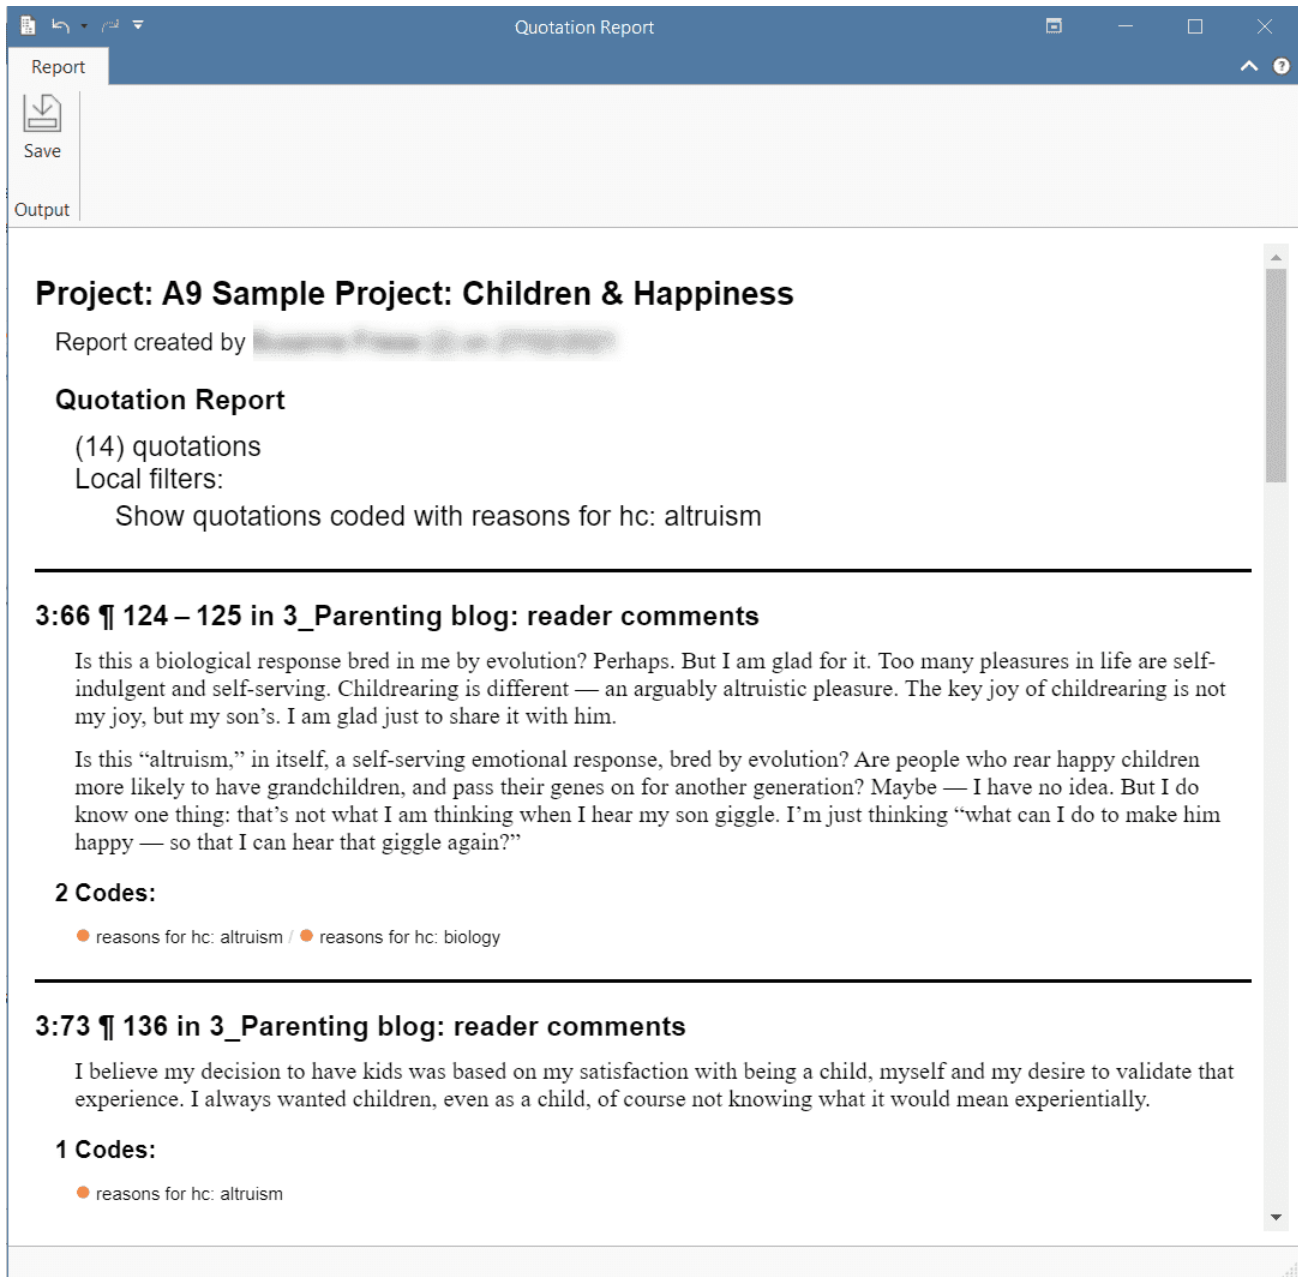 Quotation Report
Report
Save
Output
Project: A9 Sample Project: Children & Happiness
Report created by
Quotation Report
(14) quotations
Local filters:
Show quotations coded with reasons for hc: altruism
3:66 ¶ 124 – 125 in 3_Parenting blog: reader comments
Is this a biological response bred in me by evolution? Perhaps. But I am glad for it. Too many pleasures in life are self-
indulgent and self-serving. Childrearing is different — an arguably altruistic pleasure. The key joy of childrearing is not
my joy, but my son’s. I am glad just to share it with him.
Is this “altruism,” in itself, a self-serving emotional response, bred by evolution? Are people who rear happy children
more likely to have grandchildren, and pass their genes on for another generation? Maybe — I have no idea. But I do
know one thing: that’s not what I am thinking when I hear my son giggle. I’m just thinking “what can I do to make him
happy — so that I can hear that giggle again?”
2 Codes:
reasons for hc: altruism / reasons for hc: biology
3:73 ¶ 136 in 3_Parenting blog: reader comments
I believe my decision to have kids was based on my satisfaction with being a child, myself and my desire to validate that
experience. I always wanted children, even as a child, of course not knowing what it would mean experientially.
1 Codes:
reasons for hc: altruism